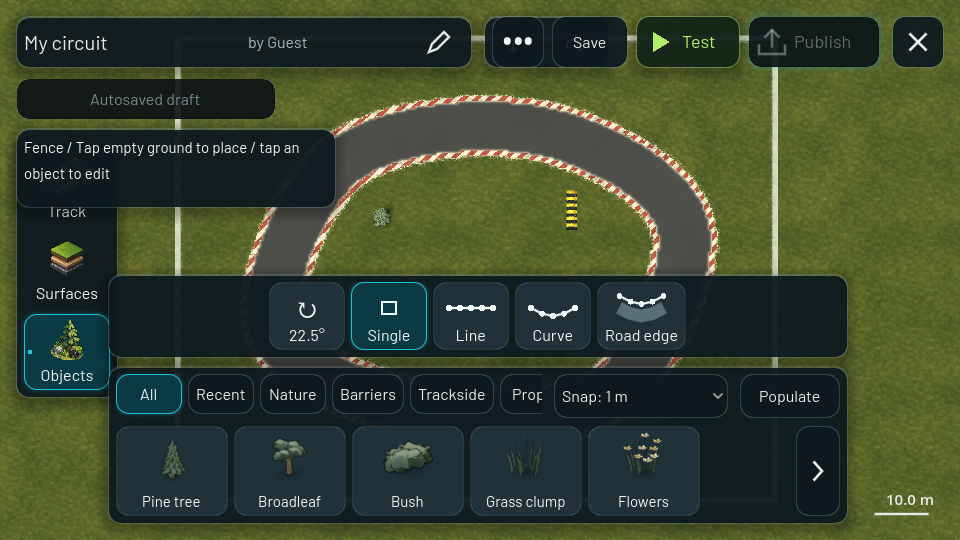 My circuit
by Guest
•••
Save
Test
Publish
Autosaved draft
Fence / Tap empty ground to place / tap an
object to edit
Track
Surfaces
Objects
22.5°
Single
Line
Curve
Road edge
All
Recent
Nature
Barriers
Trackside
Prop
Snap: 1 m
Populate
Pine tree
Broadleaf
Bush
Grass clump
Flowers
10.0 m